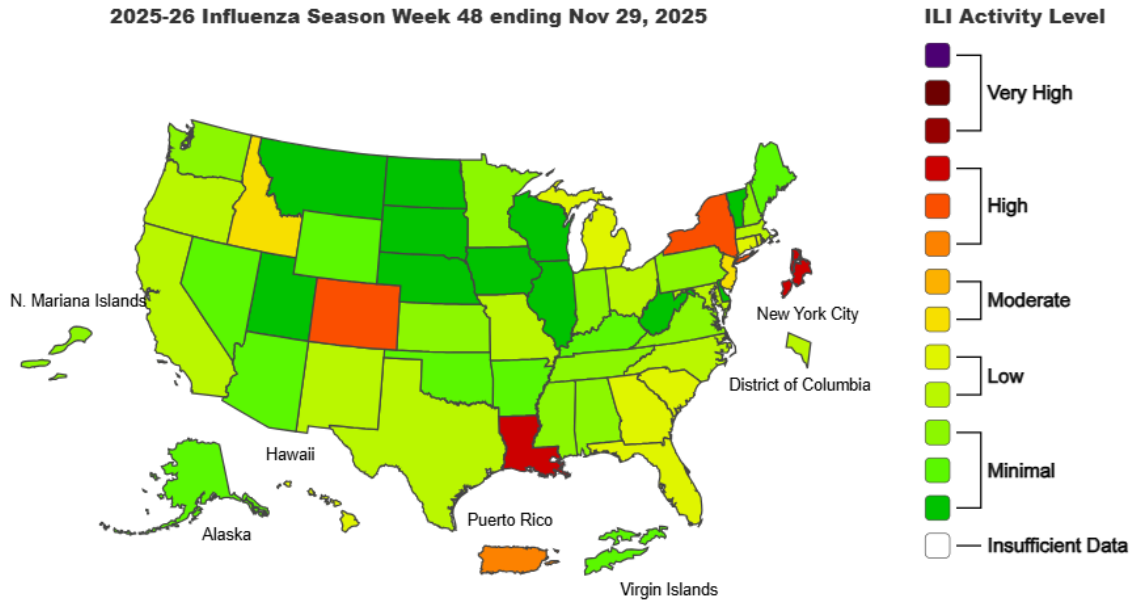 2025-26 Influenza Season Week 48 ending Nov 29, 2025
ILI Activity Level
Very High
High
Moderate
Low
Minimal
Insufficient Data
N. Mariana Islands
New York City
District of Columbia
Hawaii
Alaska
Puerto Rico
Virgin Islands